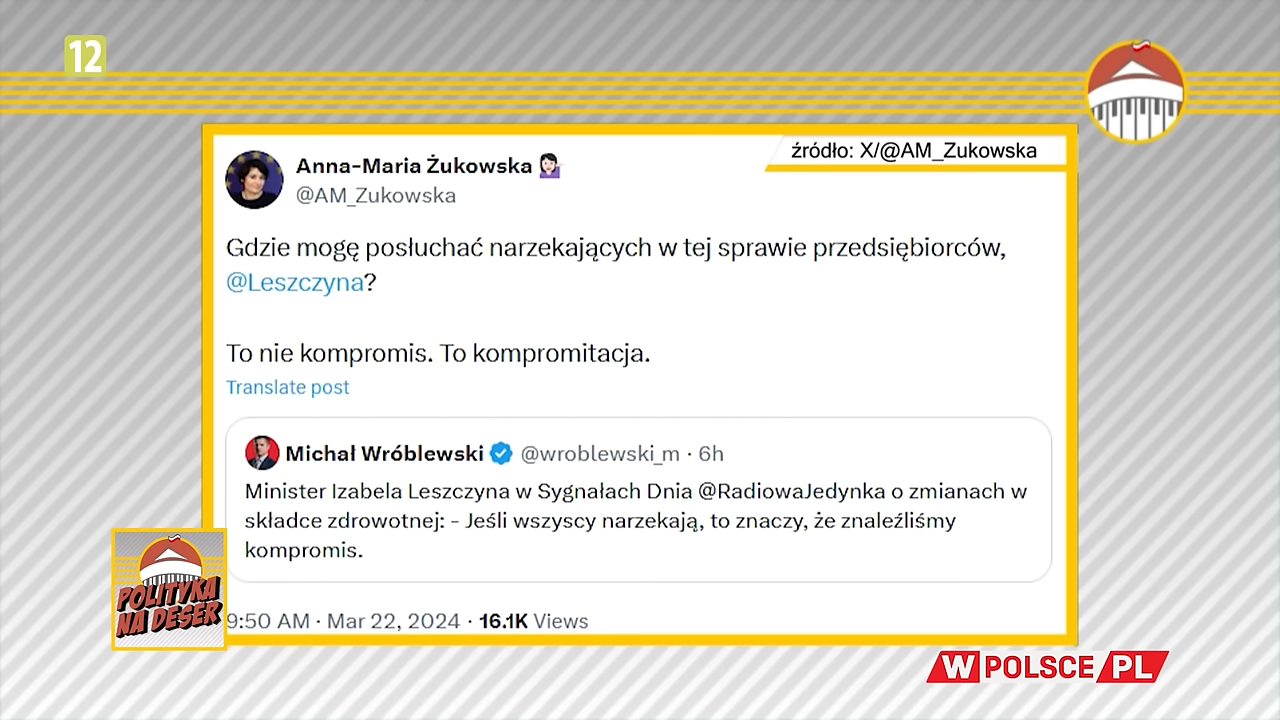 12
źródło: X/@AM_Zukowska
Anna-Maria Żukowska
@AM_Zukowska
Gdzie mogę posłuchać narzekających w tej sprawie przedsiębiorców,
@Leszczyna?
To nie kompromis. To kompromitacja.
Translate post
Michał Wróblewski @wroblewski_m · 6h
Minister Izabela Leszczyna w Sygnałach Dnia @RadiowaJedynka o zmianach w
składce zdrowotnej: - Jeśli wszyscy narzekają, to znaczy, że znaleźliśmy
kompromis.
9:50 AM · Mar 22, 2024 · 16.1K Views
POLITYKA
NA DESER
WPOLSCE PL